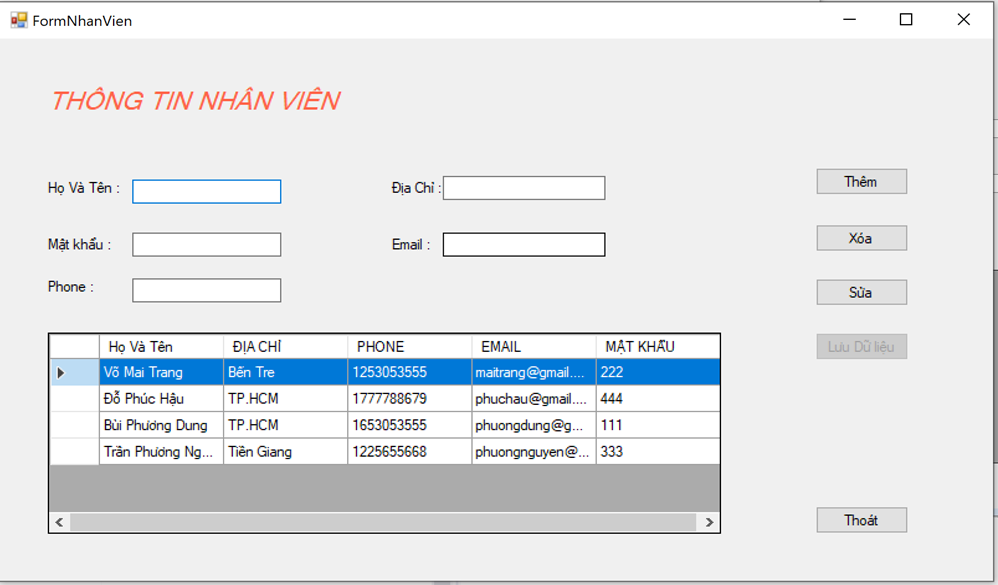 FormNhanVien
THÔNG TIN NHÂN VIÊN
Họ Và Tên : Địa Chỉ : Thêm
Mật khẩu : Email : Xóa
Phone : Sửa
Lưu Dữ liệu
Họ Và Tên ĐỊA CHỈ PHONE EMAIL MẬT KHẨU
Võ Mai Trang Bến Tre 1253053555 maitrang@gmail.... 222
Đỗ Phúc Hậu TP.HCM 1777788679 phuchau@gmail.... 444
Bùi Phương Dung TP.HCM 1653053555 phuongdung@g... 111
Trần Phương Ng... Tiền Giang 1225655668 phuongnguyen@... 333
Thoát